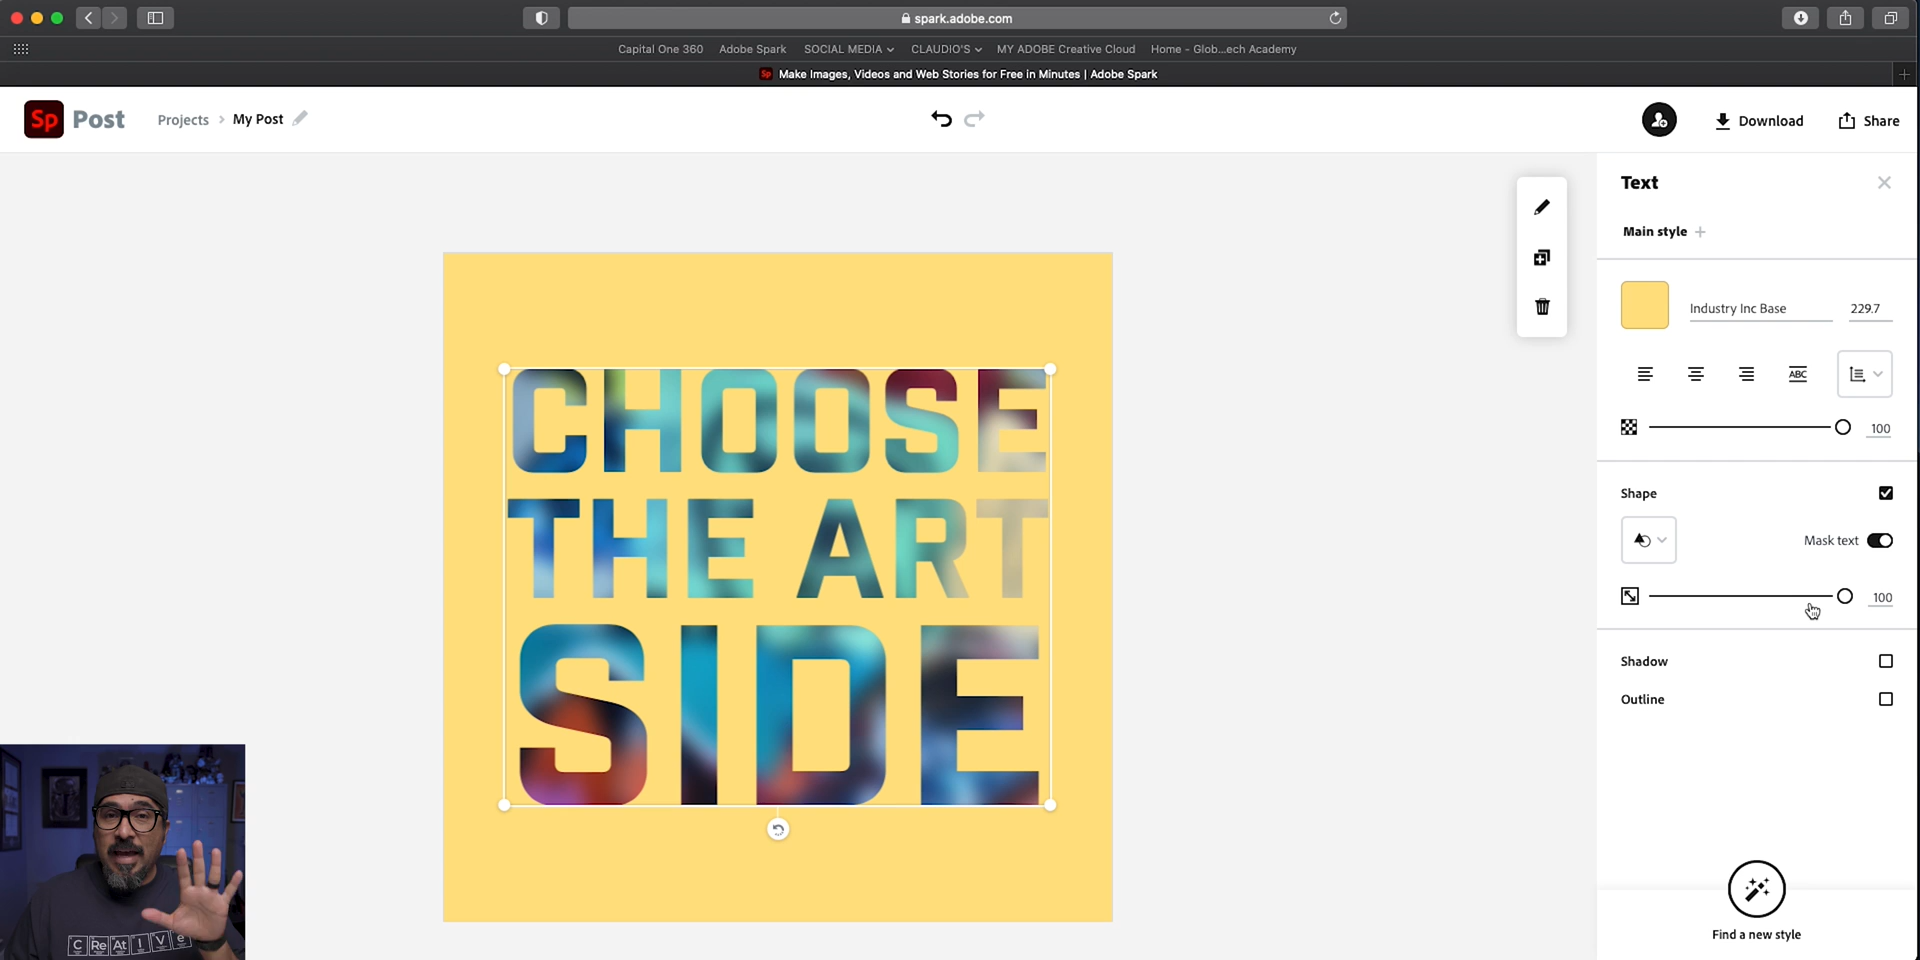 spark.adobe.com
Capital One 360
Adobe Spark
SOCIAL MEDIA
CLAUDIO'S
MY ADOBE Creative Cloud
Home - Glob...ech Academy
Sp Make Images, Videos and Web Stories for Free in Minutes | Adobe Spark
Sp Post
Projects > My Post
Download
Share
Text
Main style +
Industry Inc Base
229.7
ABC
100
Shape
Mask text
100
Shadow
Outline
Find a new style
CHOOSE
THE ART
SIDE
C Re At I V e